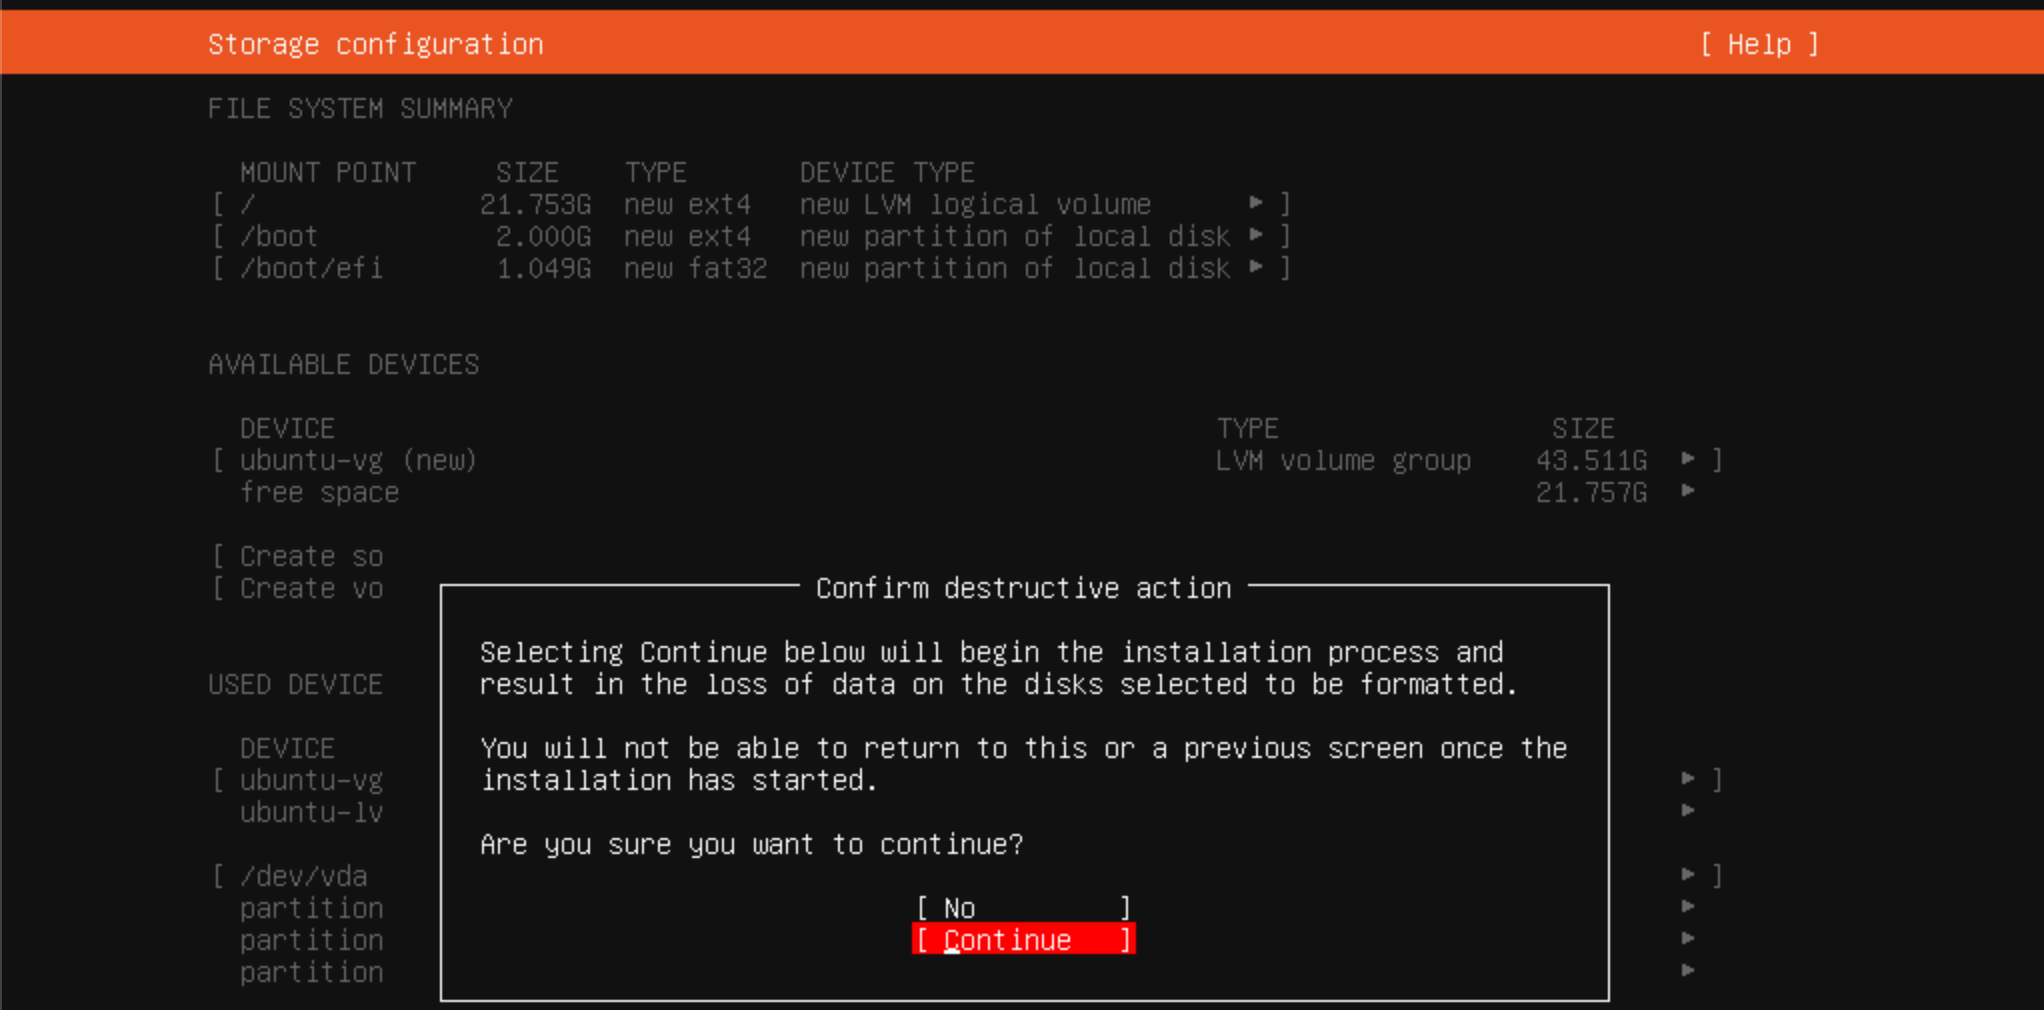 Storage configuration [ Help ]
FILE SYSTEM SUMMARY
MOUNT POINT SIZE TYPE DEVICE TYPE
[ / 21.753G new ext4 new LVM logical volume ▸ ]
[ /boot 2.000G new ext4 new partition of local disk ▸ ]
[ /boot/efi 1.049G new fat32 new partition of local disk ▸ ]
AVAILABLE DEVICES
DEVICE TYPE SIZE
[ ubuntu-vg (new) LVM volume group 43.511G ▸ ]
free space 21.757G ▸
[ Create so
[ Create vo
Confirm destructive action
Selecting Continue below will begin the installation process and
result in the loss of data on the disks selected to be formatted.
You will not be able to return to this or a previous screen once the
installation has started.
Are you sure you want to continue?
[ No ]
[ Continue ]
USED DEVICE
DEVICE
[ ubuntu-vg ▸ ]
ubuntu-lv ▸
[ /dev/vda ▸ ]
partition ▸
partition ▸
partition ▸